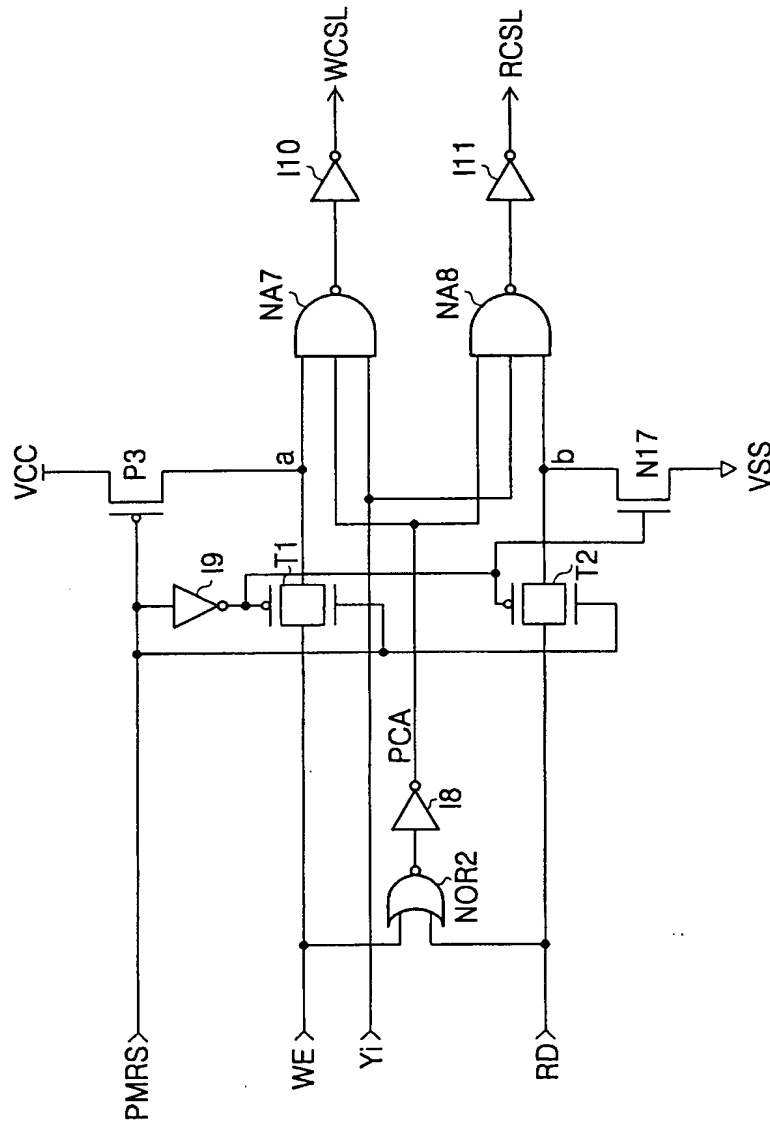 PMRS
WE
Yi
RD
NOR2
I8
PCA
I9
T1
T2
VCC
P3
a
b
N17
VSS
NA7
NA8
I10
I11
WCSL
RCSL